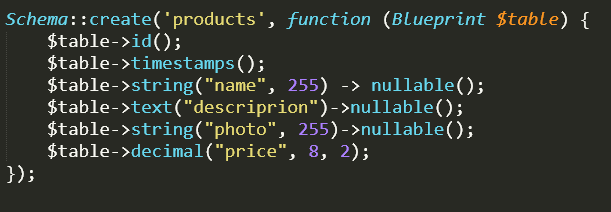 Schema::create('products', function (Blueprint $table) {
    $table->id();
    $table->timestamps();
    $table->string("name", 255) -> nullable();
    $table->text("descriprion")->nullable();
    $table->string("photo", 255)->nullable();
    $table->decimal("price", 8, 2);
});